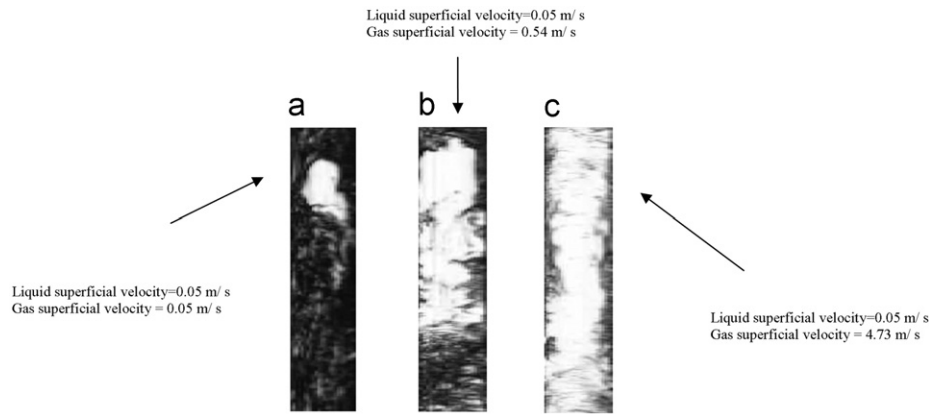 Liquid superficial velocity=0.05 m/ s
Gas superficial velocity = 0.54 m/ s
a
b
c
Liquid superficial velocity=0.05 m/ s
Gas superficial velocity = 0.05 m/ s
Liquid superficial velocity=0.05 m/ s
Gas superficial velocity = 4.73 m/ s